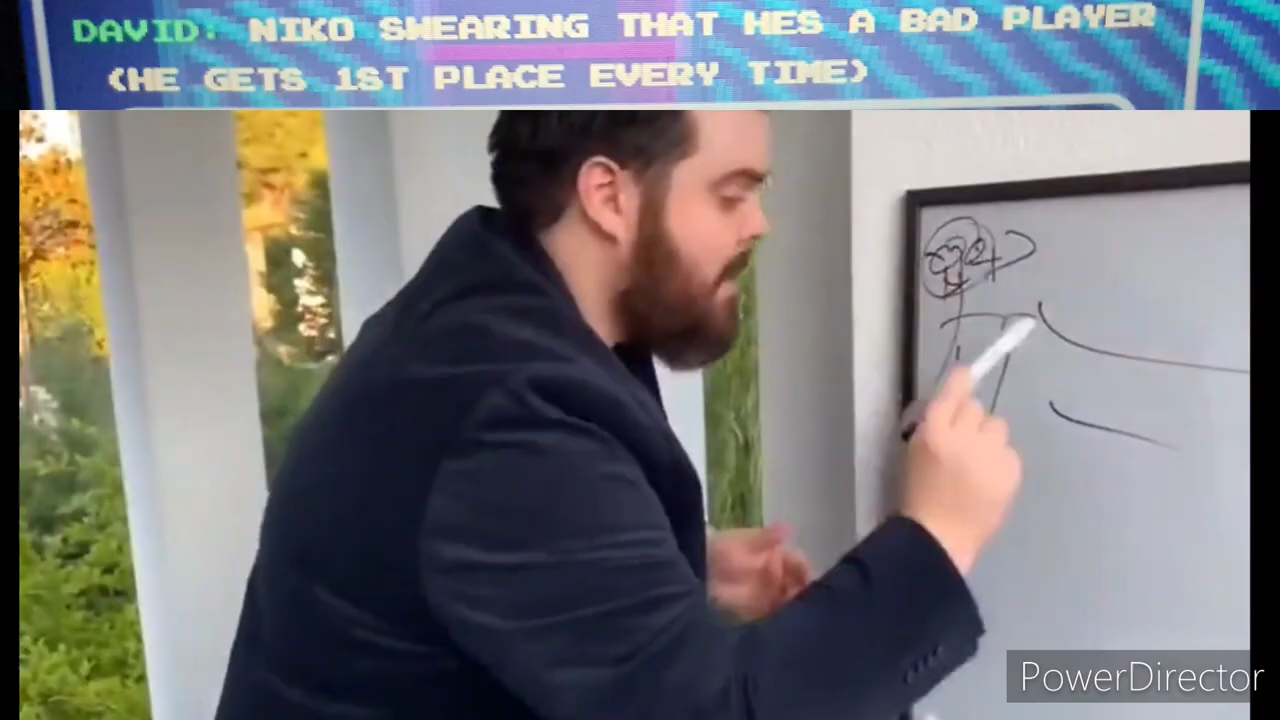 DAVID: NIKO SWEARING THAT HES A BAD PLAYER
(HE GETS 1ST PLACE EVERY TIME)
PowerDirector